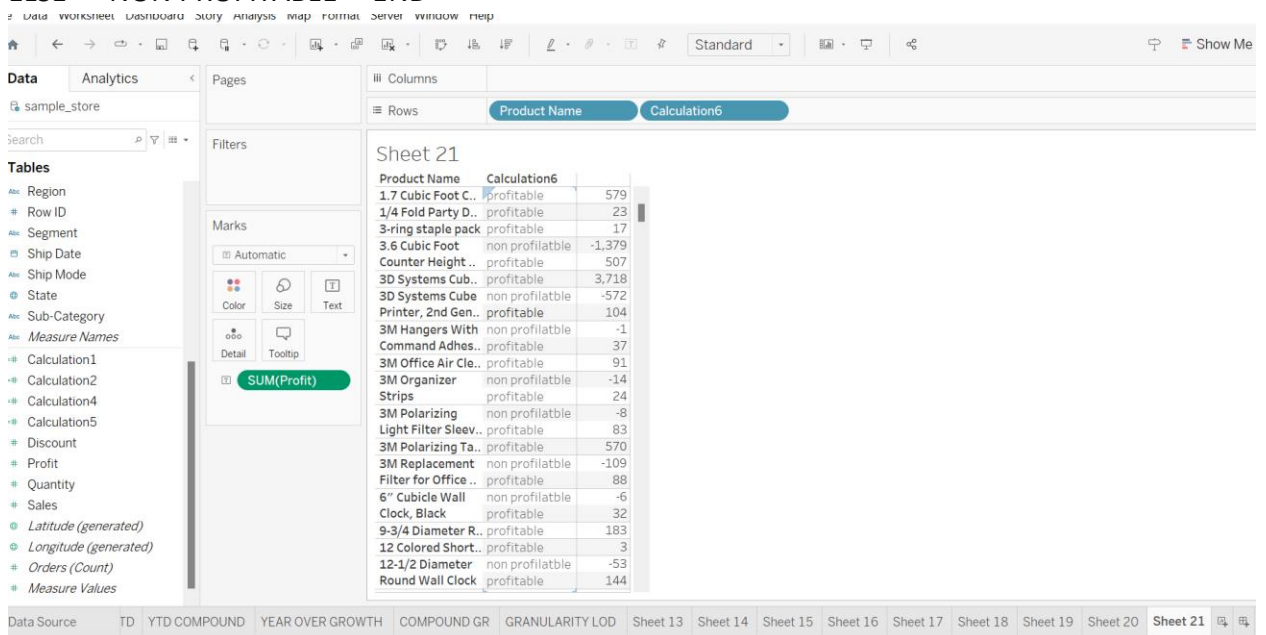 ELSE "NON PROFITABLE" END
Data Worksheet Dashboard Story Analysis Map Format Server Window Help
Standard
Show Me
Data Analytics
Pages
Columns
sample_store
Rows Product Name Calculation6
Search
Filters
Sheet 21
Tables
Product Name Calculation6
Region
Row ID
Segment
Ship Date
Ship Mode
State
Sub-Category
Measure Names
Calculation1
Calculation2
Calculation4
Calculation5
Discount
Profit
Quantity
Sales
Latitude (generated)
Longitude (generated)
Orders (Count)
Measure Values
Marks
Automatic
Color Size Text
Detail Tooltip
SUM(Profit)
1.7 Cubic Foot C.. profitable 579
1/4 Fold Party D.. profitable 23
3-ring staple pack profitable 17
3.6 Cubic Foot non profilatble -1,379
Counter Height .. profitable 507
3D Systems Cub.. profitable 3,718
3D Systems Cube non profilatble -572
Printer, 2nd Gen.. profitable 104
3M Hangers With non profilatble -1
Command Adhes.. profitable 37
3M Office Air Cle.. profitable 91
3M Organizer non profilatble -14
Strips profitable 24
3M Polarizing non profilatble -8
Light Filter Sleev.. profitable 83
3M Polarizing Ta.. profitable 570
3M Replacement non profilatble -109
Filter for Office .. profitable 88
6" Cubicle Wall non profilatble -6
Clock, Black profitable 32
9-3/4 Diameter R.. profitable 183
12 Colored Short.. profitable 3
12-1/2 Diameter non profilatble -53
Round Wall Clock profitable 144
Data Source TD YTD COMPOUND YEAR OVER GROWTH COMPOUND GR GRANULARITY LOD Sheet 13 Sheet 14 Sheet 15 Sheet 16 Sheet 17 Sheet 18 Sheet 19 Sheet 20 Sheet 21